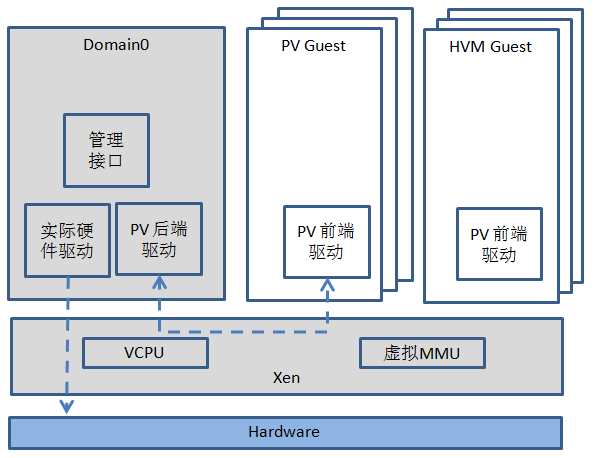 Domain0
PV Guest
HVM Guest
管理
接口
实际硬
件驱动
PV 后端
驱动
PV 前端
驱动
PV 前端
驱动
VCPU
虚拟MMU
Xen
Hardware